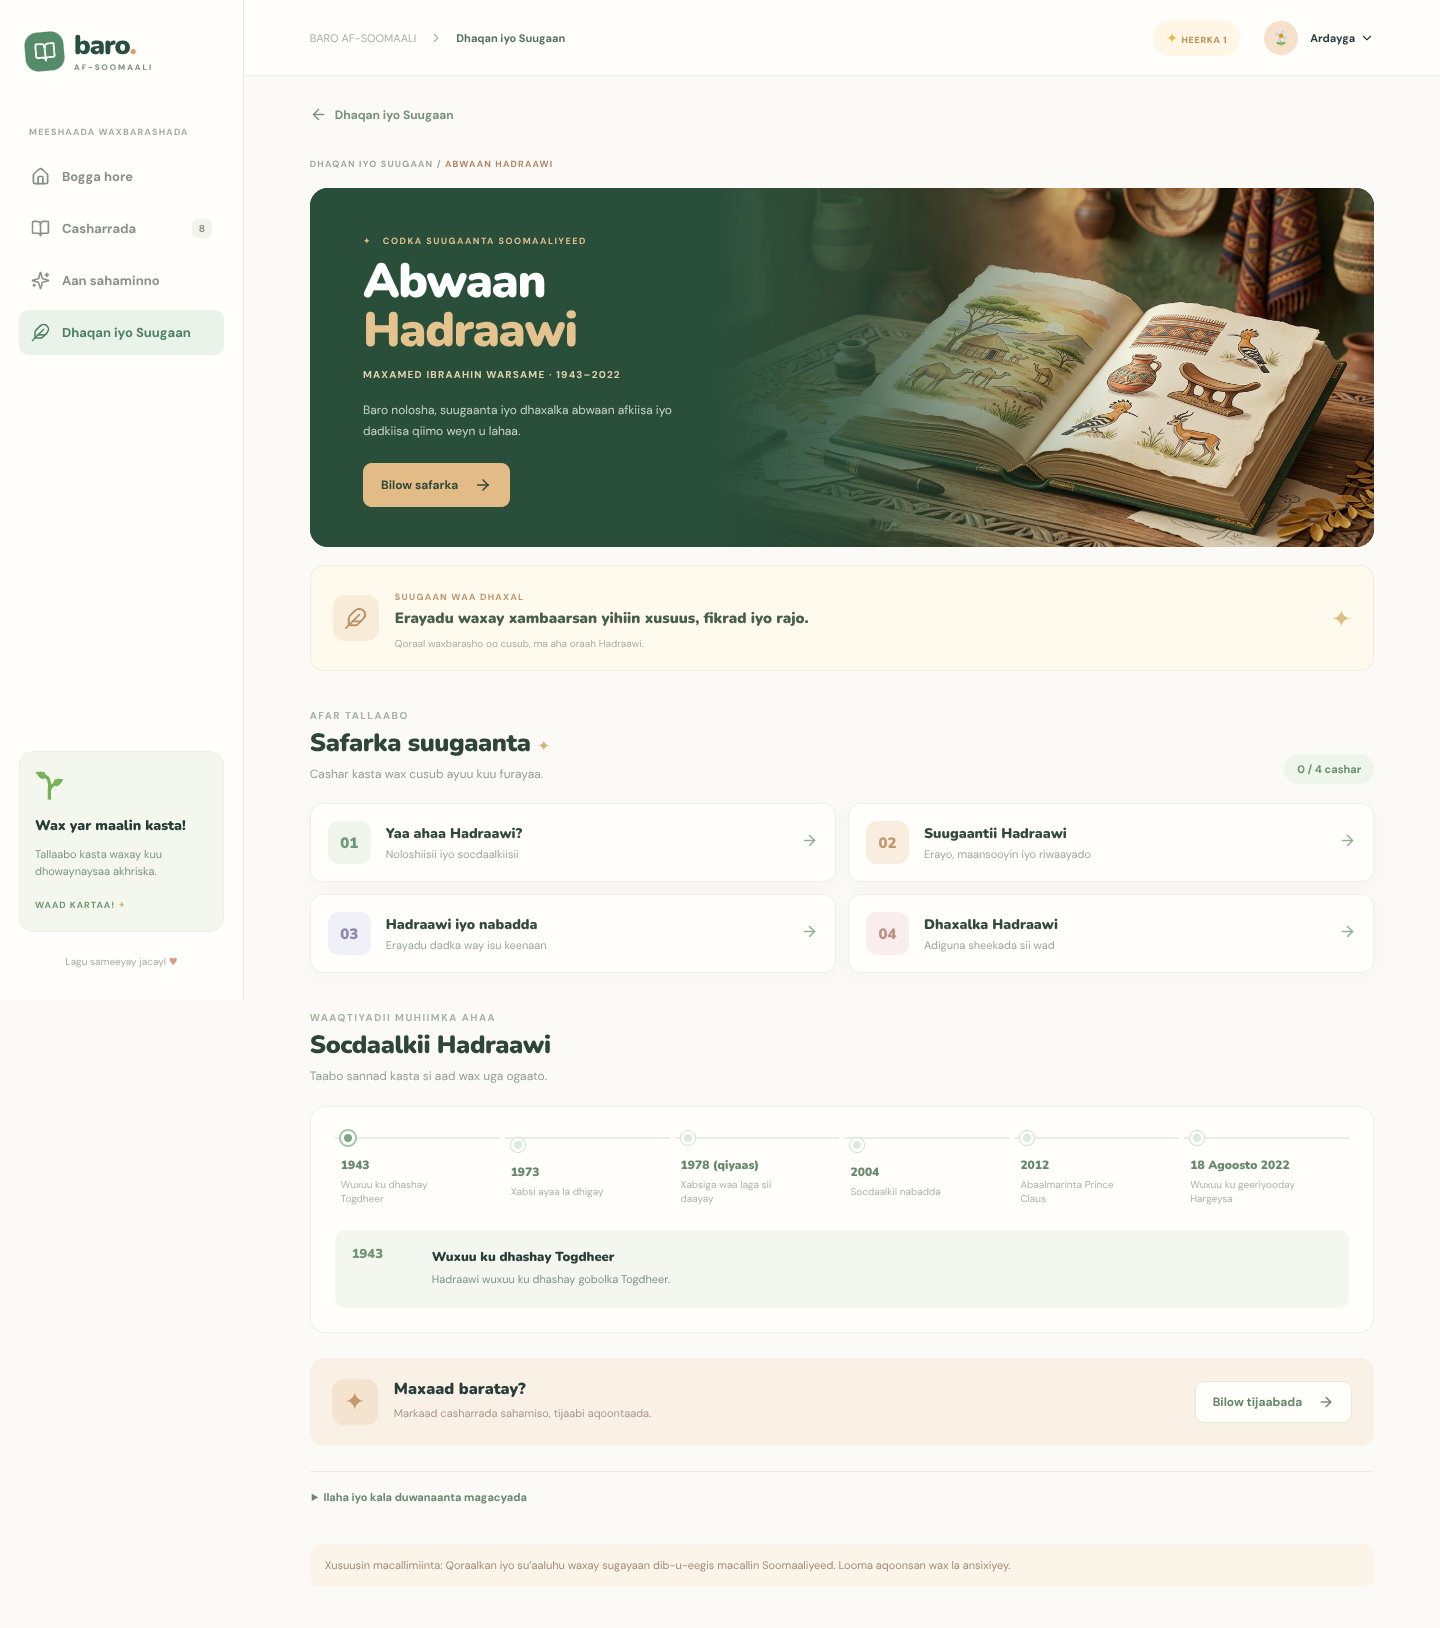 baro.
AF-SOOMAALI
MEESHAADA WAXBARASHADA
Bogga hore
Casharrada 8
Aan sahaminno
Dhaqan iyo Suugaan
Wax yar maalin kasta!
Tallaabo kasta waxay kuu
dhowaynaysaa akhriska.
WAAD KARTAA! ✦
Lagu sameeyay jacayl ♥
BARO AF-SOOMAALI > Dhaqan iyo Suugaan
✦ HEERKA 1
Ardayga
← Dhaqan iyo Suugaan
DHAQAN IYO SUUGAAN / ABWAAN HADRAAWI
✦ CODKA SUUGAANTA SOOMAALIYEED
Abwaan
Hadraawi
MAXAMED IBRAAHIN WARSAME · 1943–2022
Baro nolosha, suugaanta iyo dhaxalka abwaan afkiisa iyo
dadkiisa qiimo weyn u lahaa.
Bilow safarka →
SUUGAAN WAA DHAXAL
Erayadu waxay xambaarsan yihiin xusuus, fikrad iyo rajo.
Qoraal waxbarasho oo cusub, ma aha oraah Hadraawi.
AFAR TALLAABO
Safarka suugaanta ✦
Cashar kasta wax cusub ayuu kuu furayaa.
0 / 4 cashar
01
Yaa ahaa Hadraawi?
Noloshiisii iyo socdaalkiisii
02
Suugaantii Hadraawi
Erayo, maansooyin iyo riwaayado
03
Hadraawi iyo nabadda
Erayadu dadka way isu keenaan
04
Dhaxalka Hadraawi
Adiguna sheekada sii wad
WAAQTIYADII MUHIIMKA AHAA
Socdaalkii Hadraawi
Taabo sannad kasta si aad wax uga ogaato.
1943
Wuxuu ku dhashay
Togdheer
1973
Xabsi ayaa la dhigay
1978 (qiyaas)
Xabsiga waa laga sii
daayay
2004
Socdaalkii nabadda
2012
Abaalmarinta Prince
Claus
18 Agoosto 2022
Wuxuu ku geeriyooday
Hargeysa
1943
Wuxuu ku dhashay Togdheer
Hadraawi wuxuu ku dhashay gobolka Togdheer.
Maxaad baratay?
Markaad casharrada sahamiso, tijaabi aqoontaada.
Bilow tijaabada →
▶ Ilaha iyo kala duwanaanta magacyada
Xusuusin macallimiinta: Qoraalkan iyo su’aaluhu waxay sugayaan dib-u-eegis macallin Soomaaliyeed. Looma aqoonsan wax la ansixiyey.